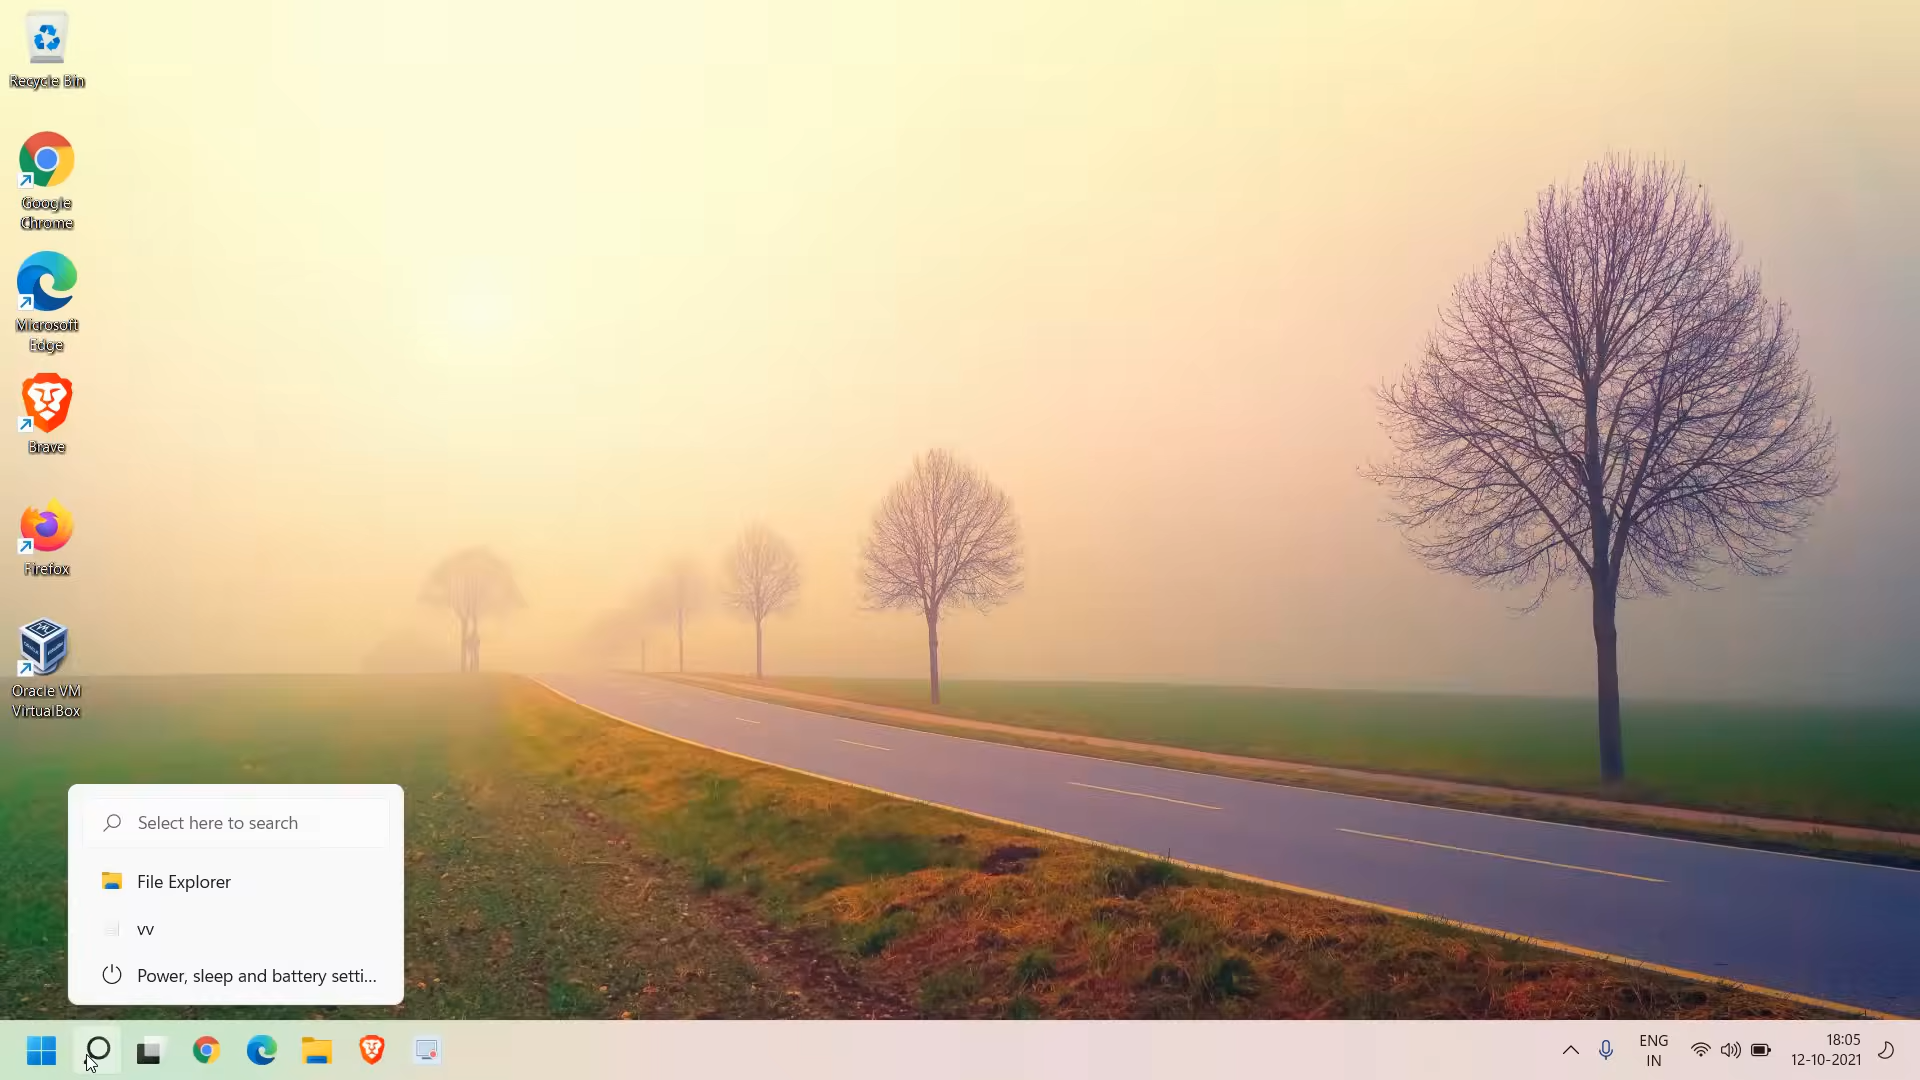 Recycle Bin
Google
Chrome
Microsoft
Edge
Brave
Firefox
Oracle VM
VirtualBox
Select here to search
File Explorer
vv
Power, sleep and battery setti...
ENG
IN
18:05
12-10-2021